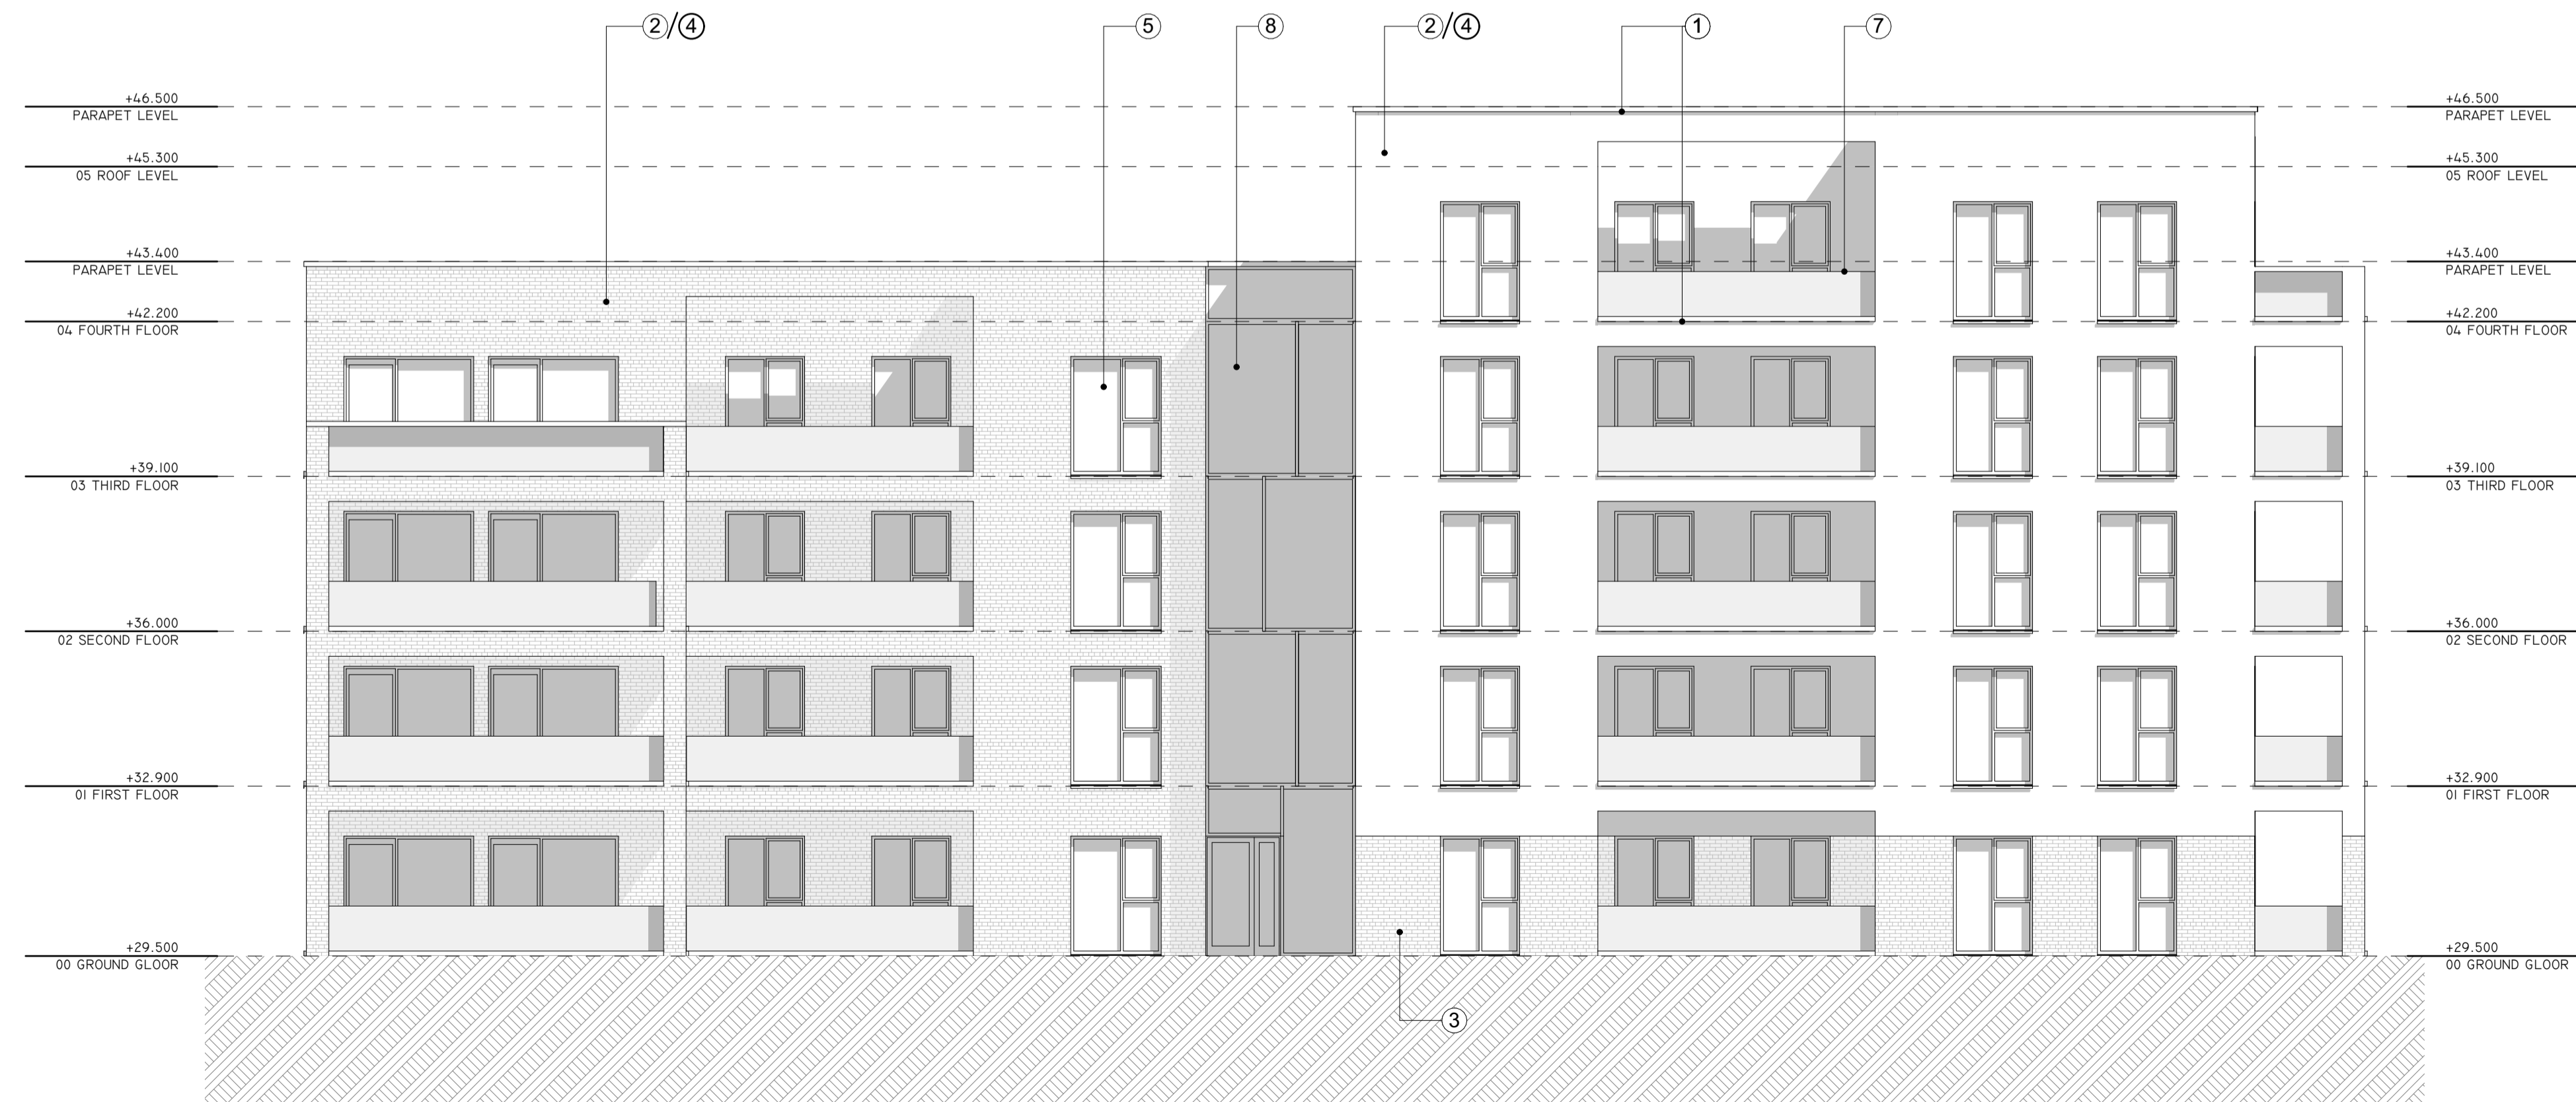 ②/④
⑤
⑧
②/④
①
⑦
+46.500
PARAPET LEVEL
+45.300
05 ROOF LEVEL
+43.400
PARAPET LEVEL
+42.200
04 FOURTH FLOOR
+39.100
03 THIRD FLOOR
+36.000
02 SECOND FLOOR
+32.900
01 FIRST FLOOR
+29.500
00 GROUND GLOOR
+46.500
PARAPET LEVEL
+45.300
05 ROOF LEVEL
+43.400
PARAPET LEVEL
+42.200
04 FOURTH FLOOR
+39.100
03 THIRD FLOOR
+36.000
02 SECOND FLOOR
+32.900
01 FIRST FLOOR
+29.500
00 GROUND GLOOR
③